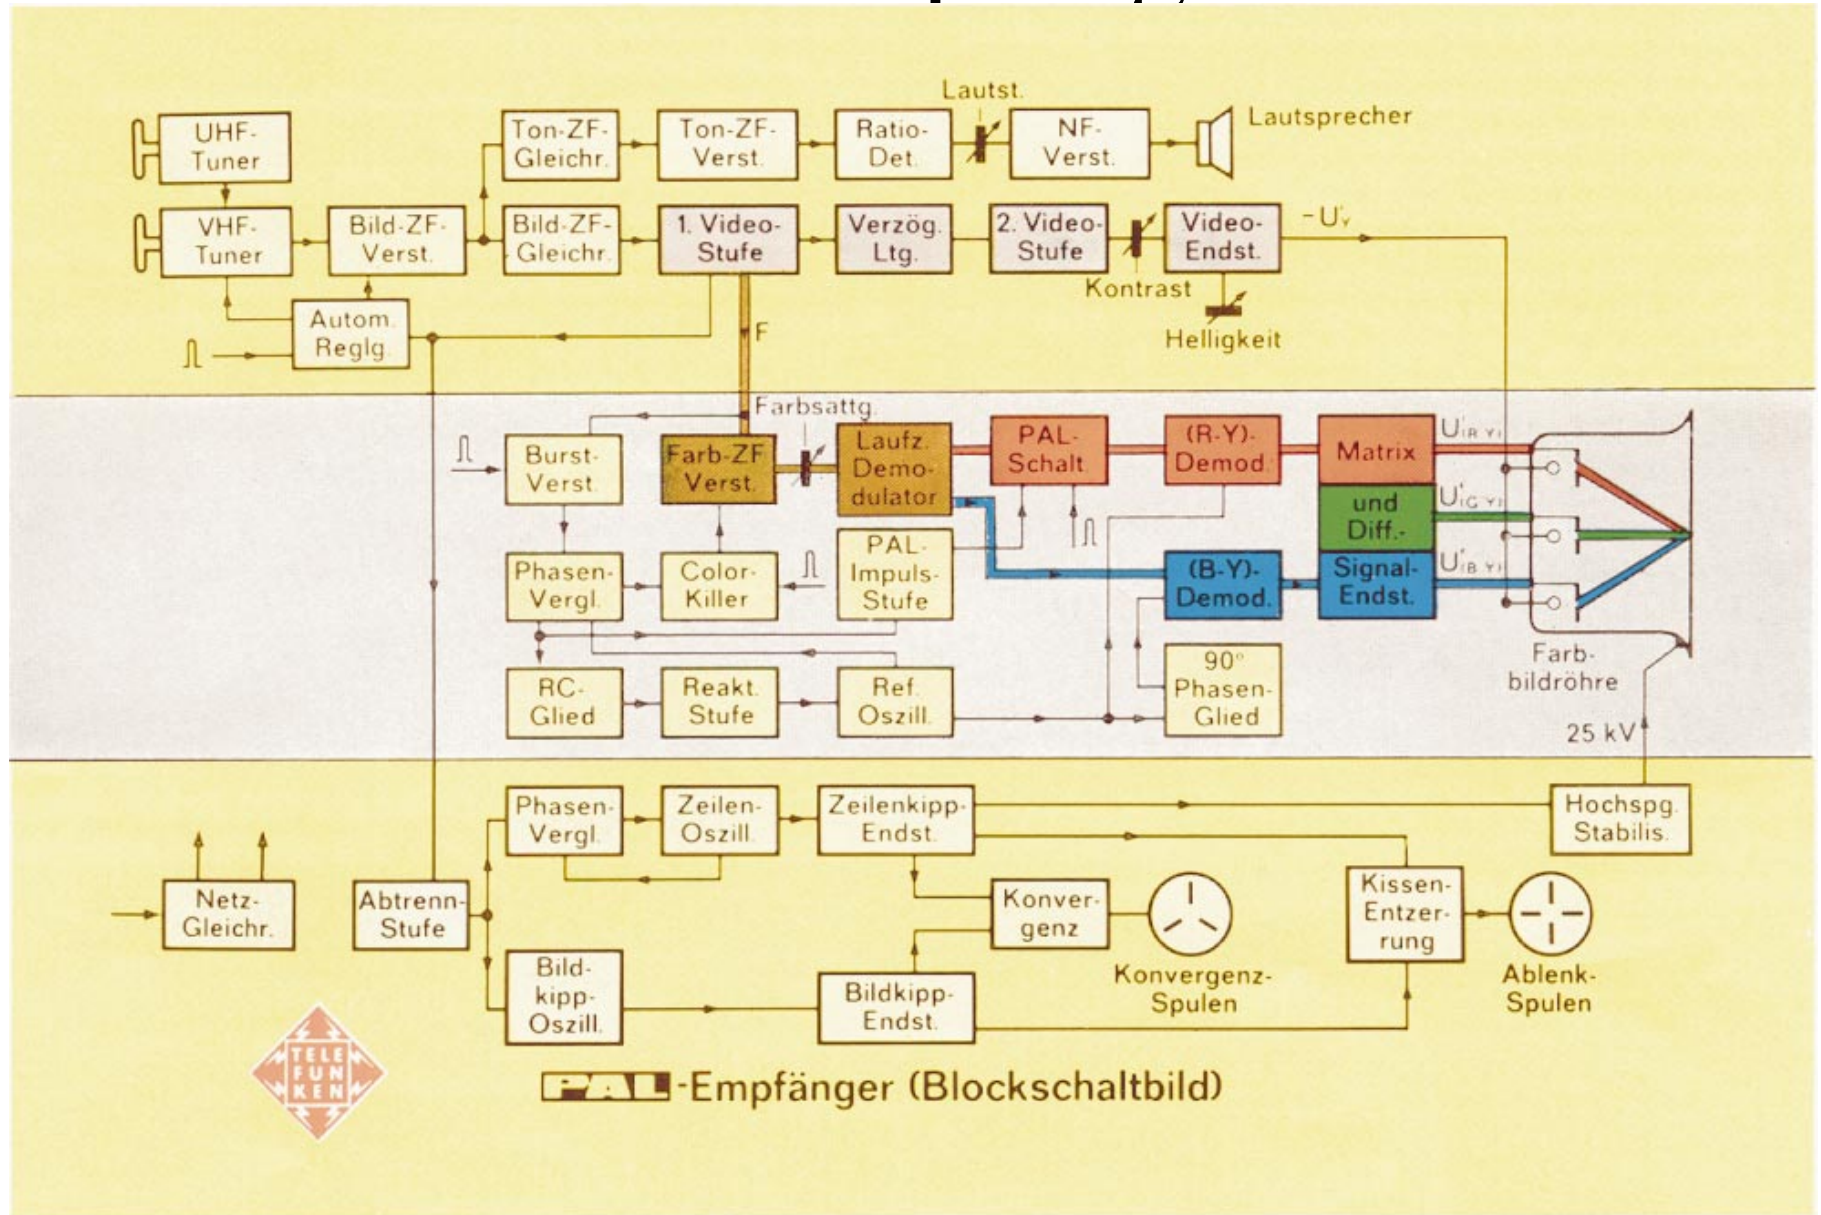 Lautst.
Lautsprecher
UHF-
Tuner
Ton-ZF-
Gleichr.
Ton-ZF-
Verst.
Ratio-
Det.
NF-
Verst.
VHF-
Tuner
Bild-ZF-
Verst.
Bild-ZF-
Gleichr.
1. Video-
Stufe
Verzög.
Ltg.
2. Video-
Stufe
Video-
Endst.
-U'Y
Kontrast
Helligkeit
Autom.
Reglg.
F
Farbsattg.
Burst-
Verst.
Farb-ZF
Verst.
Laufz.
Demo-
dulator
PAL-
Schalt.
(R-Y)-
Demod.
Matrix
U'(R-Y)
und
Diff.-
U'(G-Y)
Signal-
Endst.
U'(B-Y)
Phasen-
Vergl.
Color-
Killer
PAL-
Impuls-
Stufe
(B-Y)-
Demod.
RC-
Glied
Reakt.
Stufe
Ref.
Oszill.
90°
Phasen-
Glied
Farb-
bildröhre
25 kV
Phasen-
Vergl.
Zeilen-
Oszill.
Zeilenkipp-
Endst.
Hochspg.
Stabilis.
Netz-
Gleichr.
Abtrenn-
Stufe
Konver-
genz
Konvergenz-
Spulen
Kissen-
Entzer-
rung
Ablenk-
Spulen
Bild-
kipp-
Oszill.
Bildkipp-
Endst.
TELE
FUN
KEN
PAL-Empfänger (Blockschaltbild)